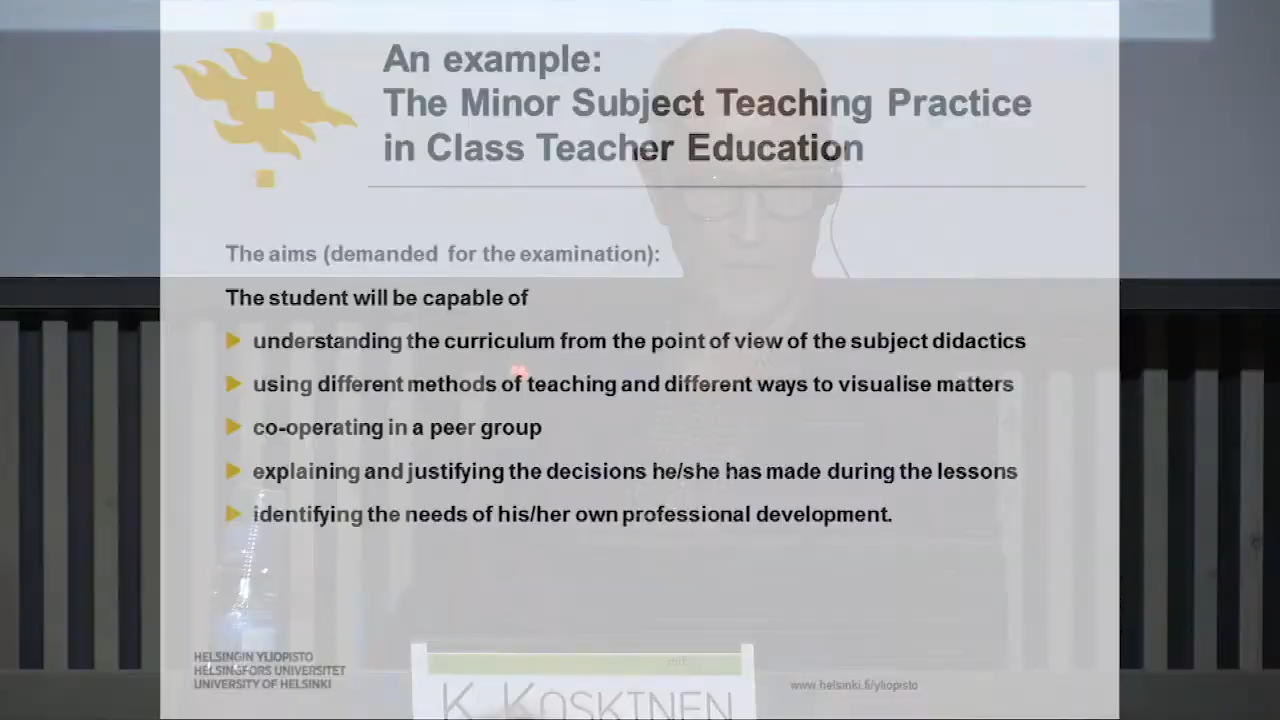 An example:
The Minor Subject Teaching Practice
in Class Teacher Education
The aims (demanded for the examination):
The student will be capable of
understanding the curriculum from the point of view of the subject didactics
using different methods of teaching and different ways to visualise matters
co-operating in a peer group
explaining and justifying the decisions he/she has made during the lessons
identifying the needs of his/her own professional development.
HELSINGIN YLIOPISTO
HELSINGFORS UNIVERSITET
UNIVERSITY OF HELSINKI
www.helsinki.fi/yliopisto
K. KOSKINEN